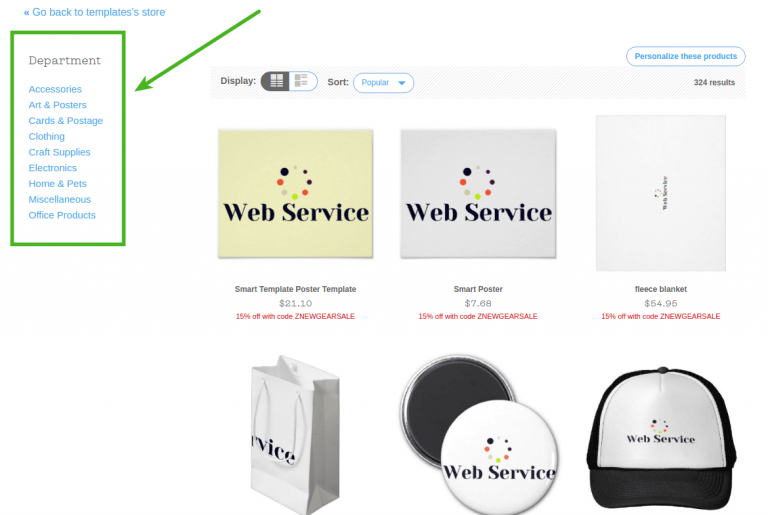 « Go back to templates's store
Department
Accessories
Art & Posters
Cards & Postage
Clothing
Craft Supplies
Electronics
Home & Pets
Miscellaneous
Office Products
Personalize these products
Display:
Sort:
Popular
324 results
Web Service
Web Service
Web Service
Smart Template Poster Template
$21.10
15% off with code ZNEWGEARSALE
Smart Poster
$7.68
15% off with code ZNEWGEARSALE
fleece blanket
$54.95
15% off with code ZNEWGEARSALE
rvice
Web Service
Web Service